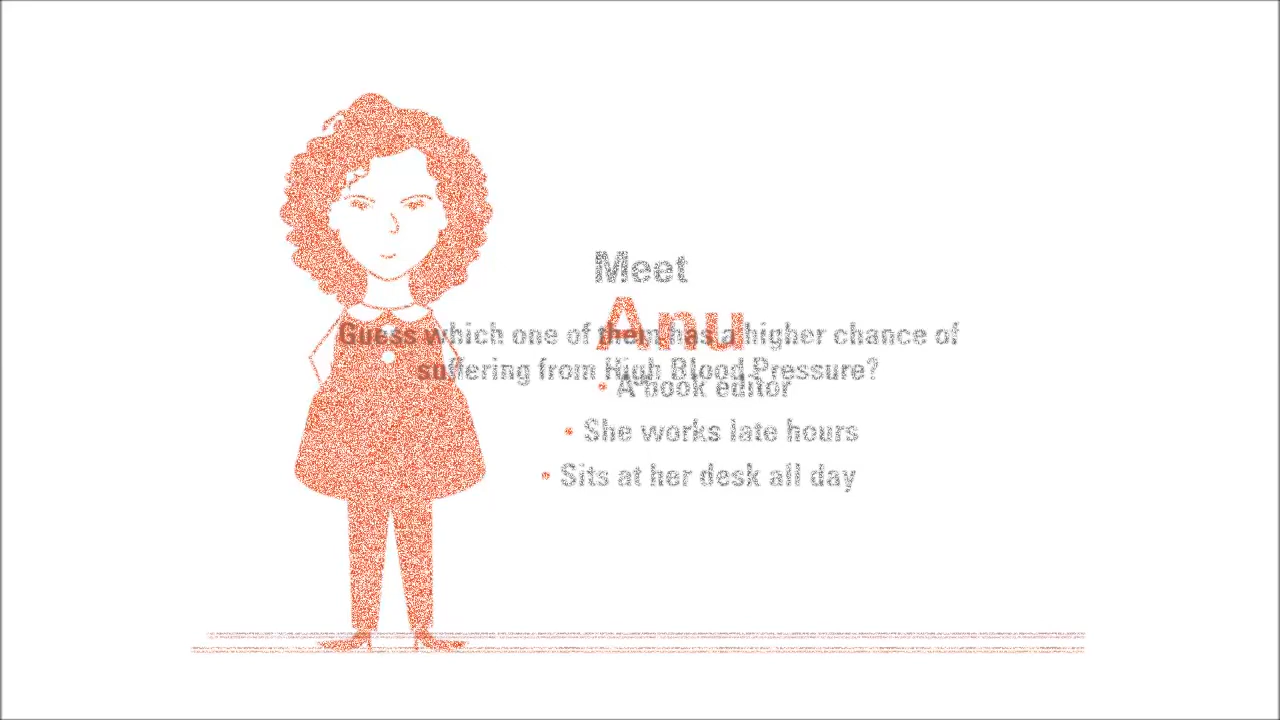 Meet
Anu
Guess which one of them has a higher chance of
suffering from High Blood Pressure?
• A book editor
• She works late hours
• Sits at her desk all day